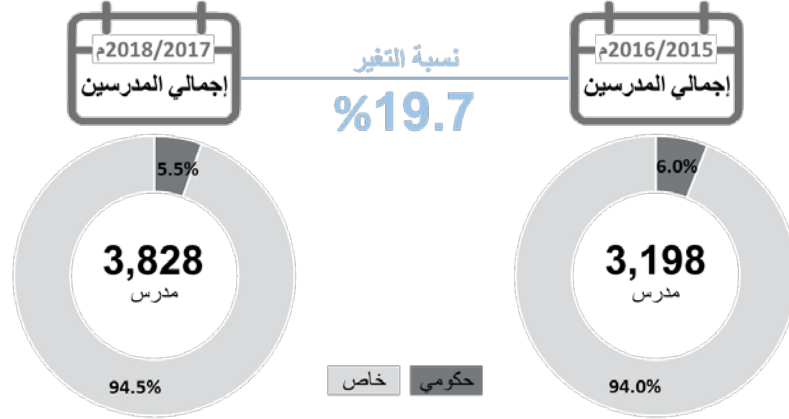 2016/2015م
إجمالي المدرسين
نسبة التغير
%19.7
2018/2017م
إجمالي المدرسين
6.0%
3,198
مدرس
94.0%
5.5%
3,828
مدرس
94.5%
حكومي
خاص